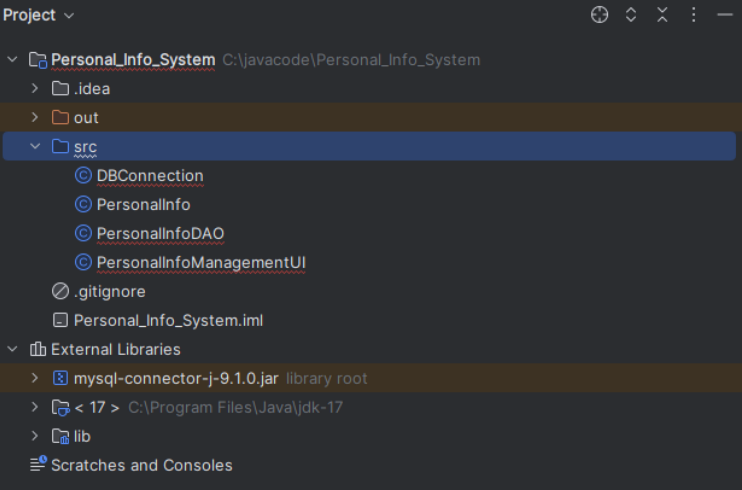 Project
Personal_Info_System C:\javacode\Personal_Info_System
.idea
out
src
DBConnection
PersonalInfo
PersonalInfoDAO
PersonalInfoManagementUI
.gitignore
Personal_Info_System.iml
External Libraries
mysql-connector-j-9.1.0.jar library root
< 17 > C:\Program Files\Java\jdk-17
lib
Scratches and Consoles